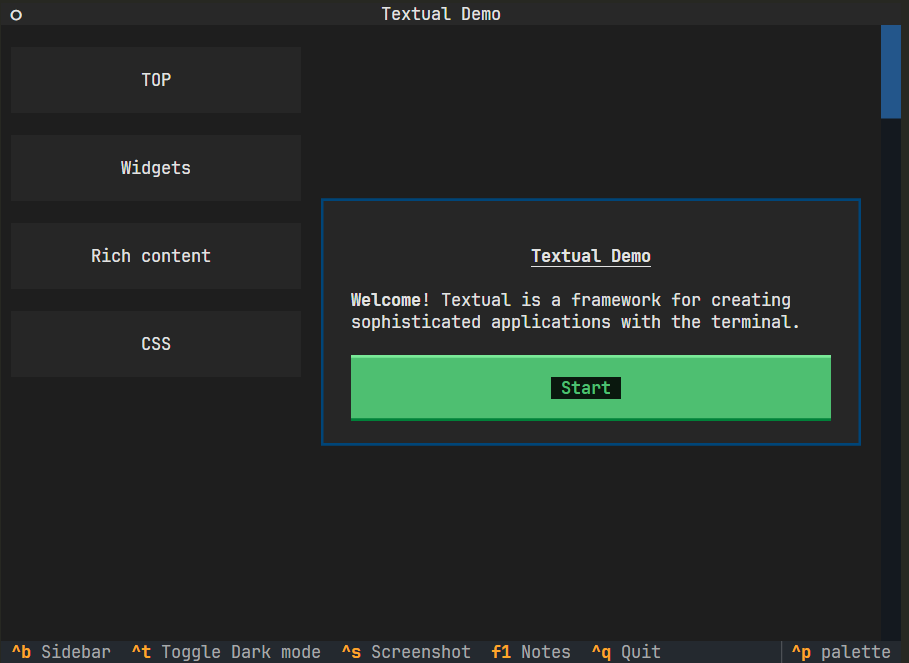 Textual Demo
TOP
Widgets
Rich content
CSS
Textual Demo
Welcome! Textual is a framework for creating
sophisticated applications with the terminal.
Start
^b Sidebar ^t Toggle Dark mode ^s Screenshot f1 Notes ^q Quit ^p palette